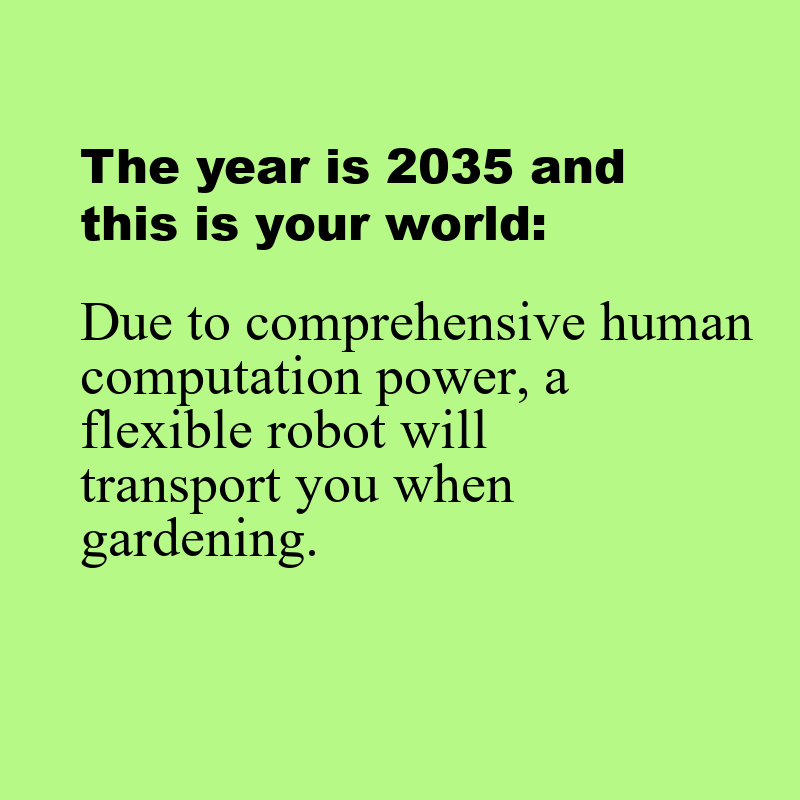 The year is 2035 and
this is your world:
Due to comprehensive human
computation power, a
flexible robot will
transport you when
gardening.